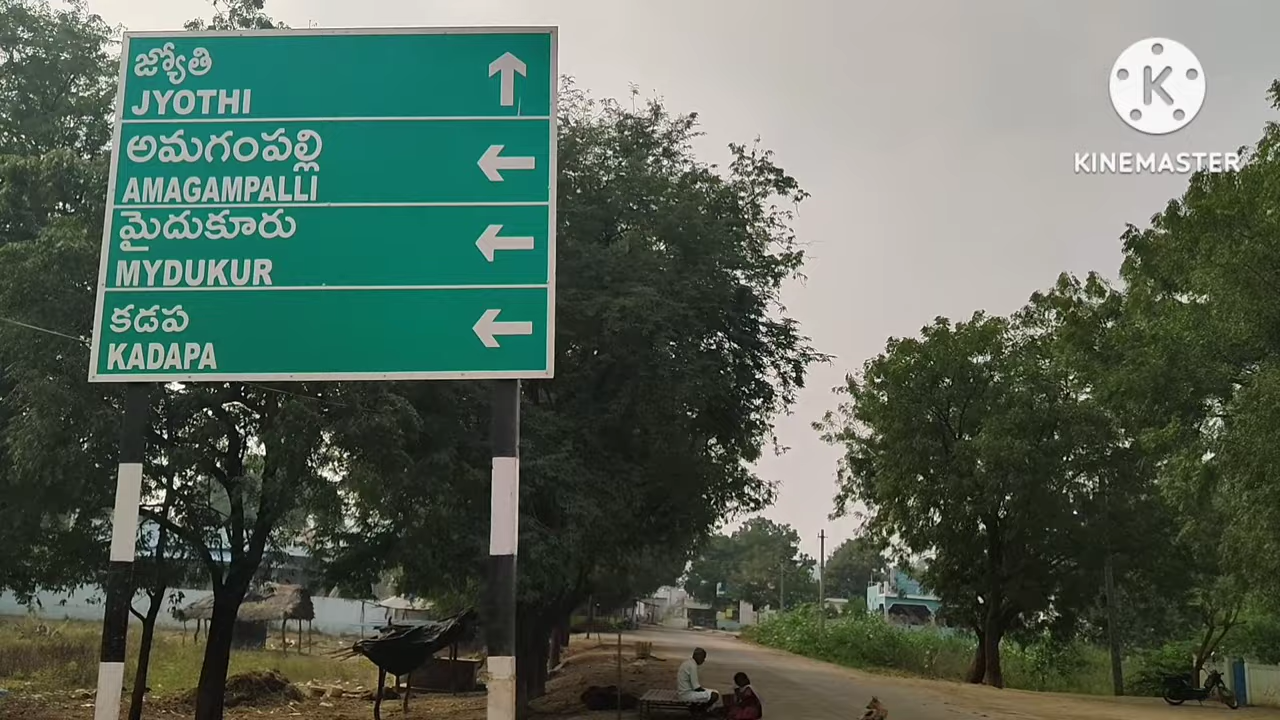 జ్యోతి
JYOTHI
అమగంపల్లి
AMAGAMPALLI
మైదుకూరు
MYDUKUR
కడప
KADAPA
K
KINEMASTER